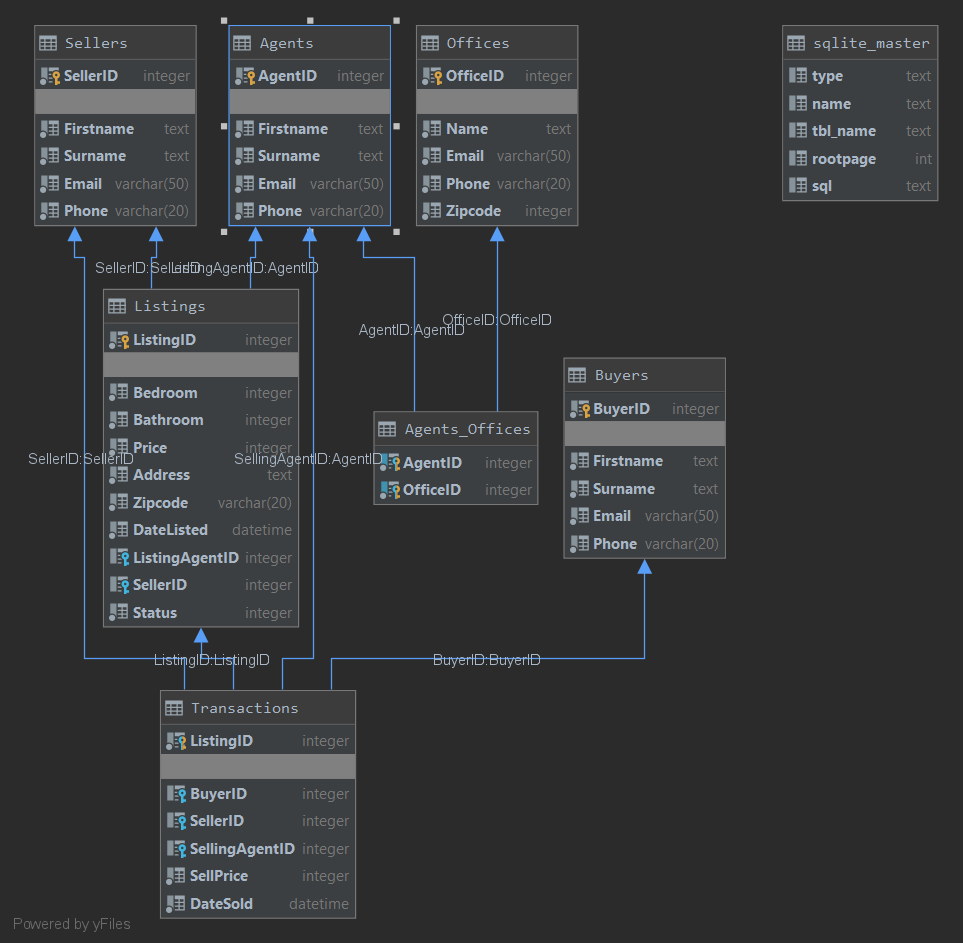 Sellers
SellerID integer
Firstname text
Surname text
Email varchar(50)
Phone varchar(20)
Agents
AgentID integer
Firstname text
Surname text
Email varchar(50)
Phone varchar(20)
Offices
OfficeID integer
Name text
Email varchar(50)
Phone varchar(20)
Zipcode integer
sqlite_master
type text
name text
tbl_name text
rootpage int
sql text
SellerID:SellerID
ListingAgentID:AgentID
AgentID:AgentID
OfficeID:OfficeID
Listings
ListingID integer
Bedroom integer
Bathroom integer
Price integer
Address text
Zipcode varchar(20)
DateListed datetime
ListingAgentID integer
SellerID integer
Status integer
SellerID:SellerID
SellingAgentID:AgentID
Agents_Offices
AgentID integer
OfficeID integer
Buyers
BuyerID integer
Firstname text
Surname text
Email varchar(50)
Phone varchar(20)
ListingID:ListingID
BuyerID:BuyerID
Transactions
ListingID integer
BuyerID integer
SellerID integer
SellingAgentID integer
SellPrice integer
DateSold datetime
Powered by yFiles